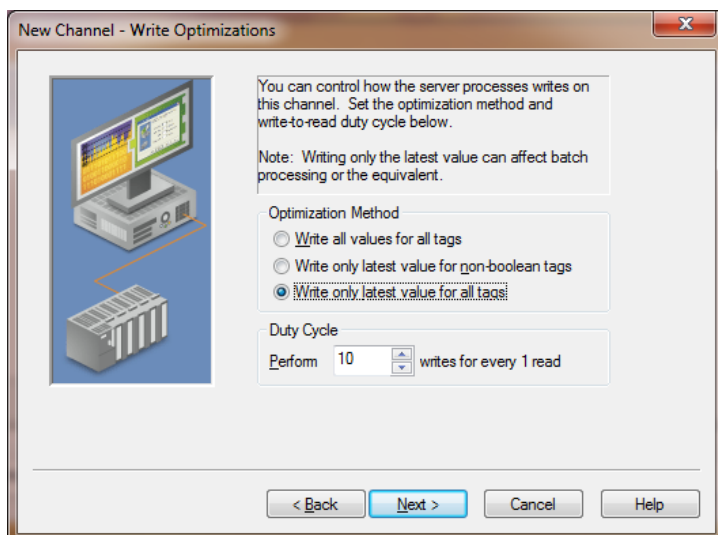 New Channel - Write Optimizations
You can control how the server processes writes on
this channel.  Set the optimization method and
write-to-read duty cycle below.
Note:  Writing only the latest value can affect batch
processing or the equivalent.
Optimization Method
Write all values for all tags
Write only latest value for non-boolean tags
Write only latest value for all tags
Duty Cycle
Perform 10 writes for every 1 read
< Back Next > Cancel Help